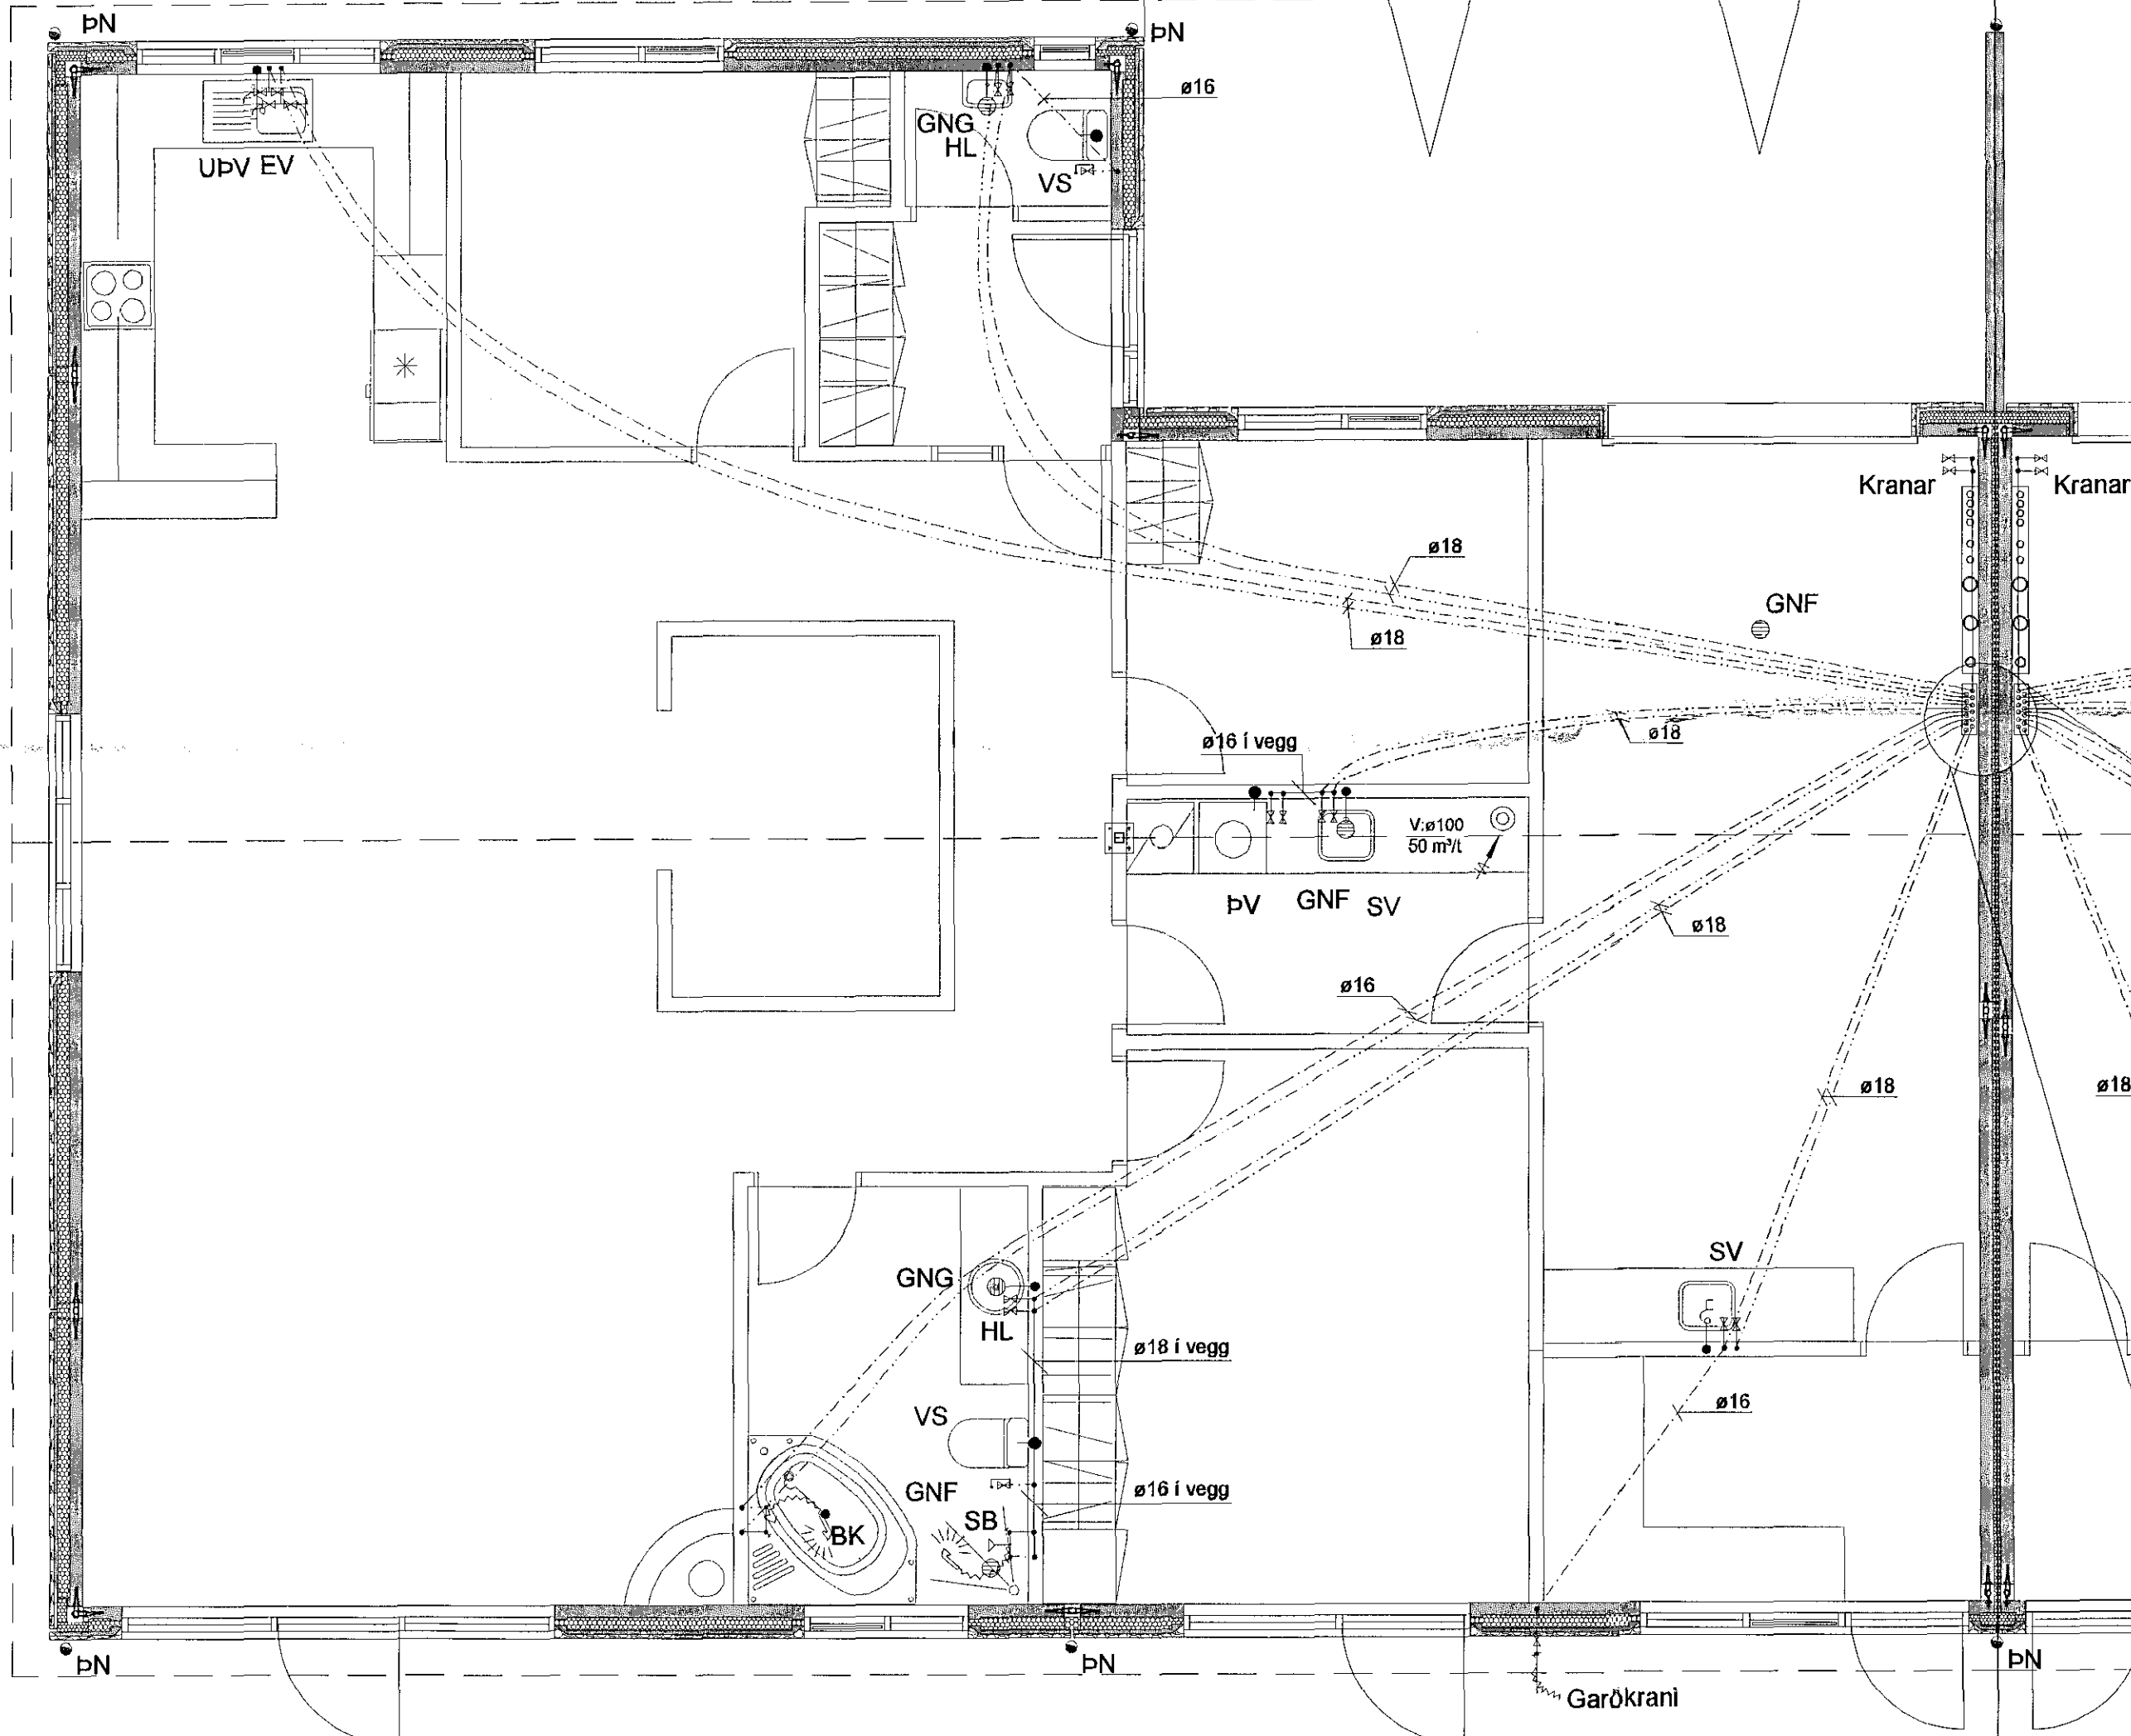 ÞN
ÞN
ø16
GNG
HL
UÞV EV
VS
Kranar
Kranar
ø18
GNF
ø18
ø18
ø16 í vegg
V:ø100
50 m³/t
ÞV
GNF
SV
ø18
ø16
ø18
ø18
SV
GNG
HL
ø18 í vegg
ø16
VS
GNF
ø16 í vegg
SB
BK
ÞN
ÞN
ÞN
Garðkrani